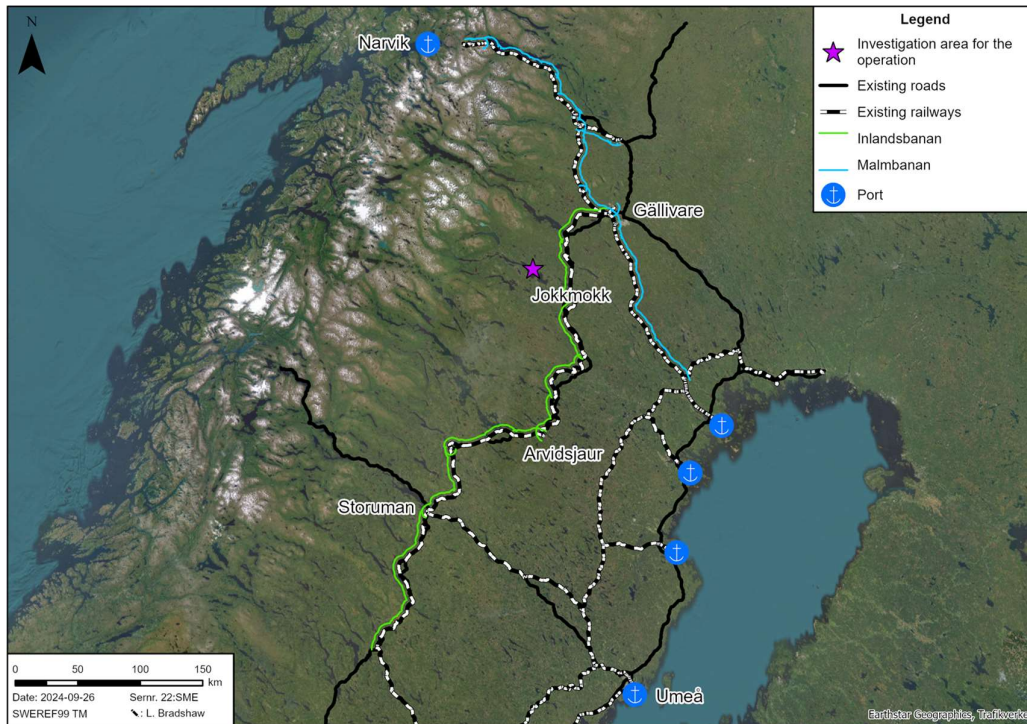 N
Narvik
Gällivare
Jokkmokk
Arvidsjaur
Storuman
Umeå
Legend
Investigation area for the
operation
Existing roads
Existing railways
Inlandsbanan
Malmbanan
Port
0 50 100 150
km
Date: 2024-09-26 Sernr. 22:SME
SWEREF99 TM : L. Bradshaw
Earthstar Geographics, Trafikverket